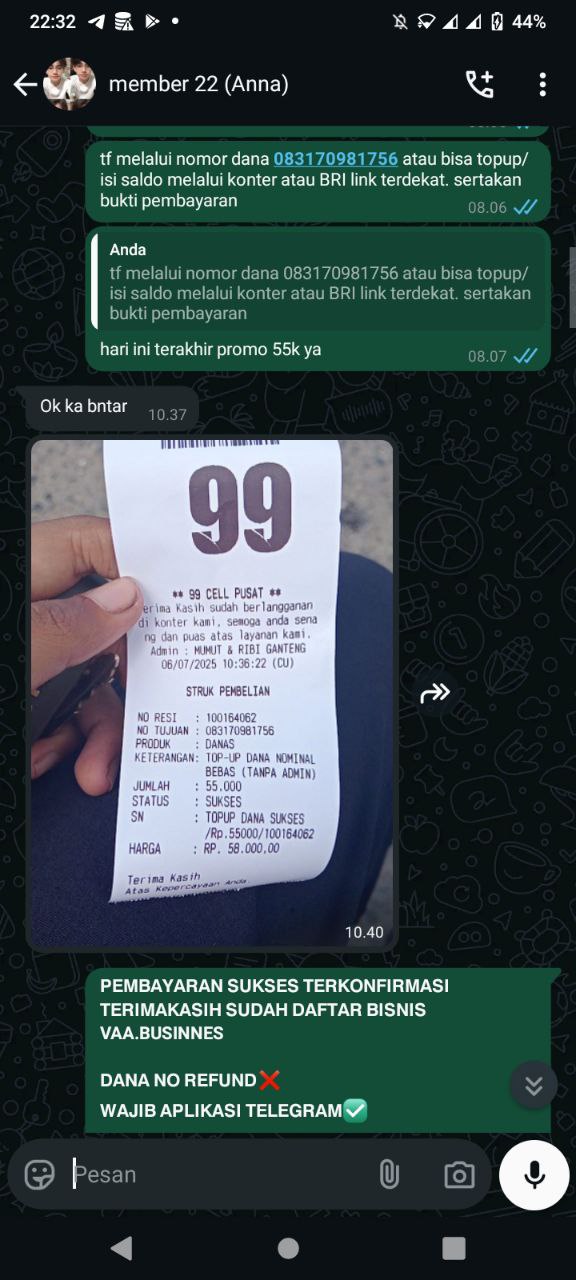 22:32
44%
member 22 (Anna)
tf melalui nomor dana 083170981756 atau bisa topup/
isi saldo melalui konter atau BRI link terdekat. sertakan
bukti pembayaran
08.06
Anda
tf melalui nomor dana 083170981756 atau bisa topup/
isi saldo melalui konter atau BRI link terdekat. sertakan
bukti pembayaran
hari ini terakhir promo 55k ya
08.07
Ok ka bntar
10.37
99
** 99 CELL PUSAT **
erima Kasih sudah berlangganan
di konter kami, semoga anda sena
ng dan puas atas layanan kami.
Admin : MUMUT & RIBI GANTENG
06/07/2025 10:36:22 (CU)
STRUK PEMBELIAN
NO RESI : 100164062
NO TUJUAN : 083170981756
PRODUK : DANAS
KETERANGAN: TOP-UP DANA NOMINAL
BEBAS (TANPA ADMIN)
JUMLAH : 55.000
STATUS : SUKSES
SN : TOPUP DANA SUKSES
/Rp.55000/100164062
HARGA : RP. 58.000,00
Terima Kasih
Atas Kepercayaan Anda
10.40
PEMBAYARAN SUKSES TERKONFIRMASI
TERIMAKASIH SUDAH DAFTAR BISNIS
VAA.BUSINNES
DANA NO REFUND❌
WAJIB APLIKASI TELEGRAM✅
Pesan